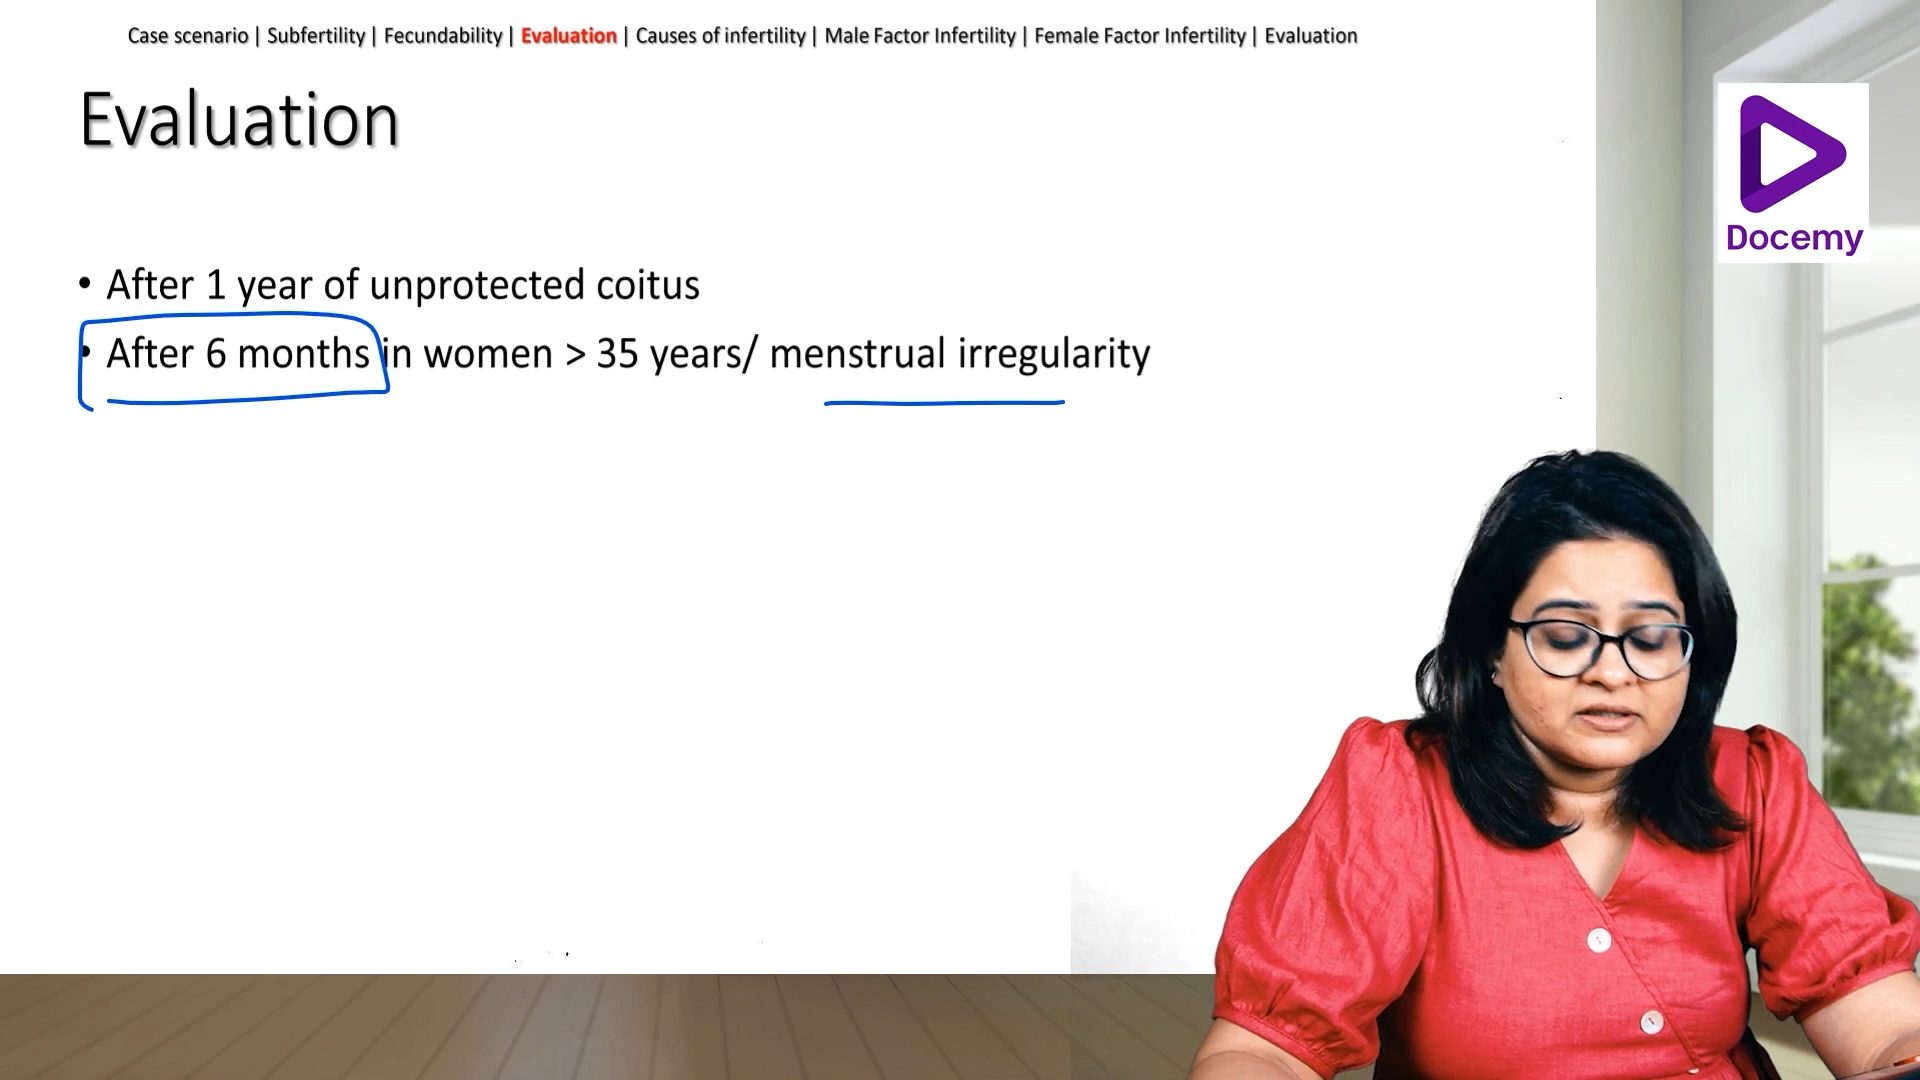 Case scenario | Subfertility | Fecundability | Evaluation | Causes of infertility | Male Factor Infertility | Female Factor Infertility | Evaluation
Evaluation
Docemy
• After 1 year of unprotected coitus
• After 6 months in women > 35 years/ menstrual irregularity